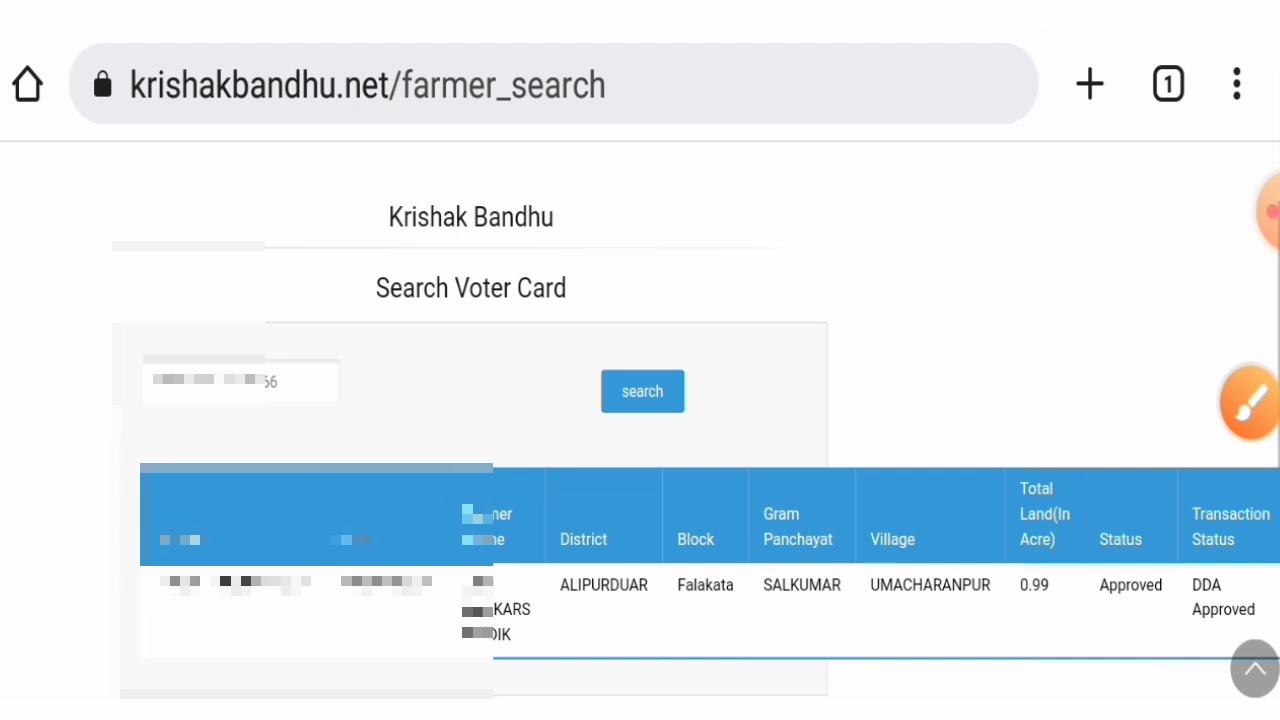 krishakbandhu.net/farmer_search
1
Krishak Bandhu
Search Voter Card
search
District
Block
Gram Panchayat
Village
Total Land(In Acre)
Status
Transaction Status
ALIPURDUAR
Falakata
SALKUMAR
UMACHARANPUR
0.99
Approved
DDA Approved